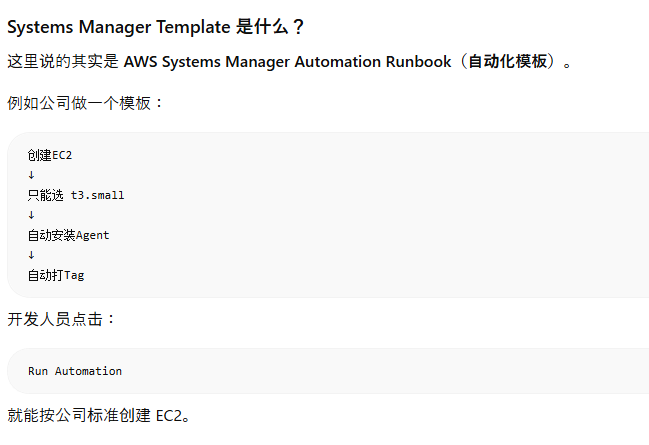 Systems Manager Template 是什么？
这里说的其实是 AWS Systems Manager Automation Runbook（自动化模板）。
例如公司做一个模板：
创建EC2
↓
只能选 t3.small
↓
自动安装Agent
↓
自动打Tag
开发人员点击：
Run Automation
就能按公司标准创建 EC2。